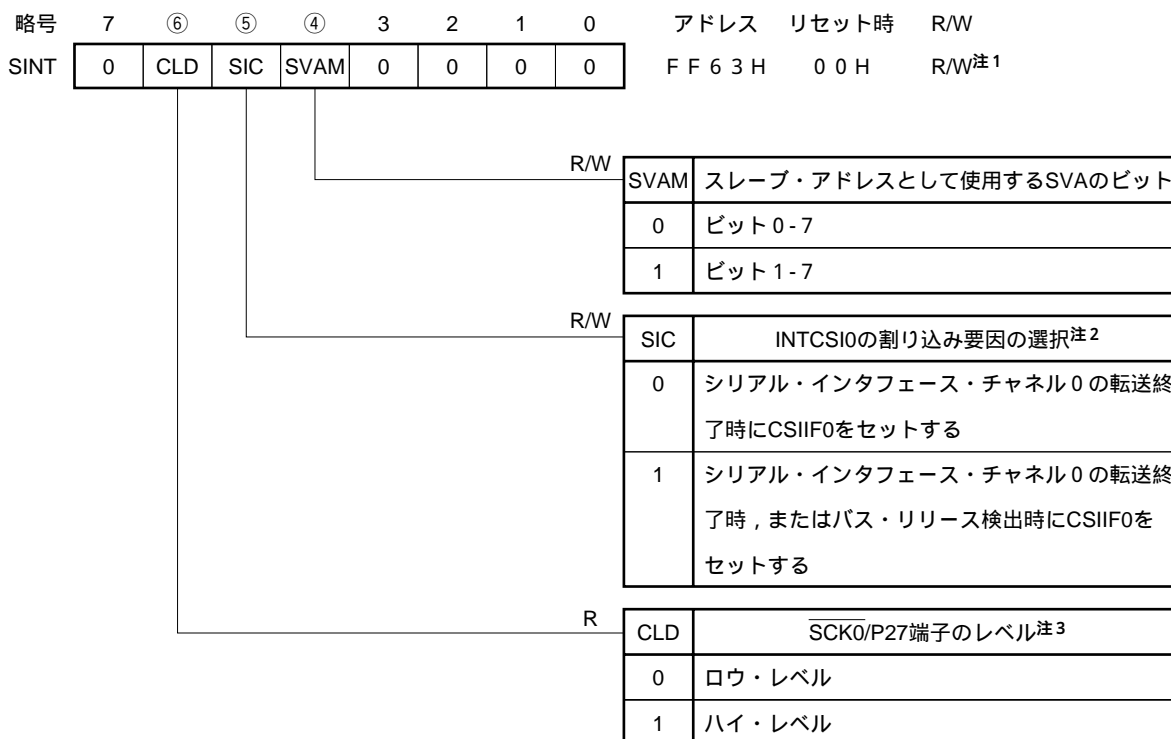 略号 7 ⑥ ⑤ ④ 3 2 1 0 アドレス リセット時 R/W
SINT 0 CLD SIC SVAM 0 0 0 0 FF63H 00H R/W注1
R/W
SVAM スレーブ・アドレスとして使用するSVAのビット
0 ビット0-7
1 ビット1-7
R/W
SIC INTCSI0の割り込み要因の選択注2
0 シリアル・インタフェース・チャネル0の転送終
了時にCSIIF0をセットする
1 シリアル・インタフェース・チャネル0の転送終
了時，またはバス・リリース検出時にCSIIF0を
セットする
R
CLD SCK0/P27端子のレベル注3
0 ロウ・レベル
1 ハイ・レベル